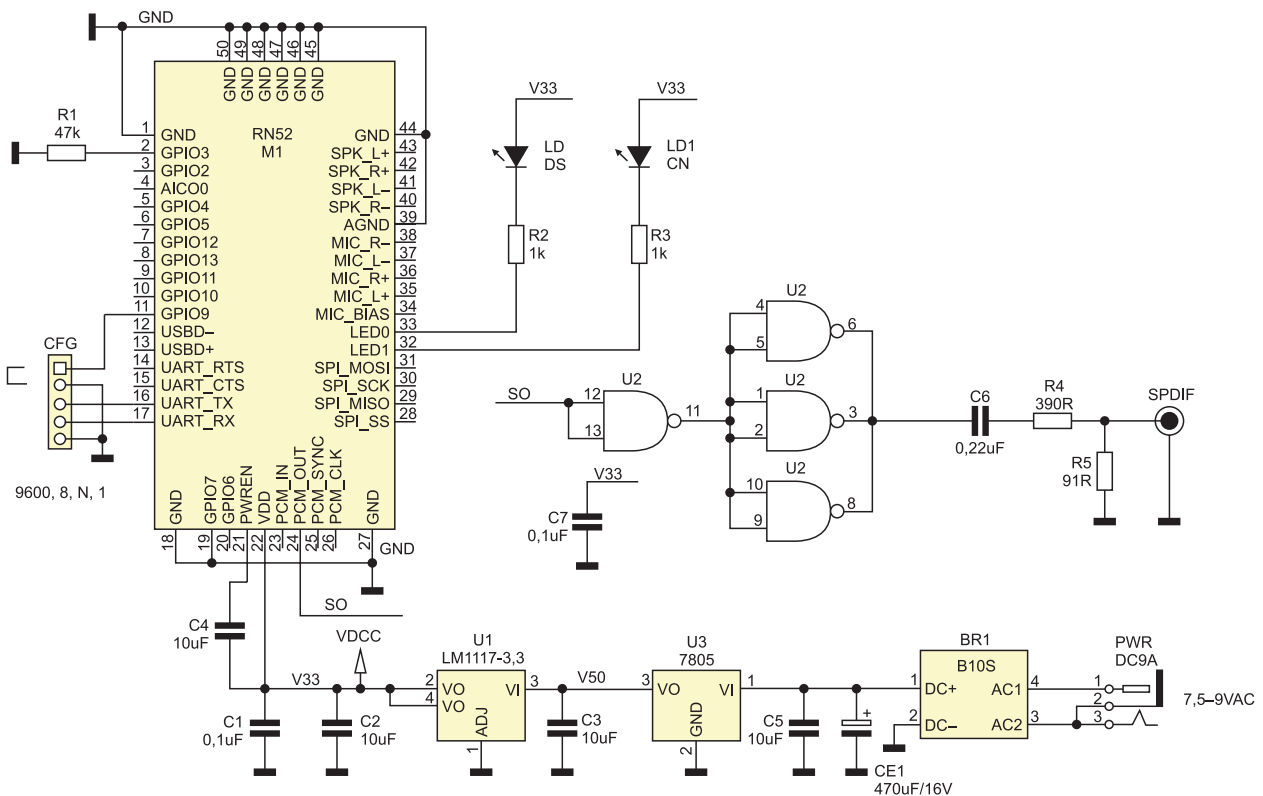 GND
50
49
48
47
46
45
GND
GND
GND
GND
GND
GND
RN52
M1
R1
47k
1 GND
2 GPIO3
3 GPIO2
4 AICO0
5 GPIO4
6 GPIO5
7 GPIO12
8 GPIO13
9 GPIO11
10 GPIO10
11 GPIO9
12 USBD–
13 USBD+
14 UART_RTS
15 UART_CTS
16 UART_TX
17 UART_RX
GND 44
SPK_L+ 43
SPK_R+ 42
SPK_L– 41
SPK_R– 40
AGND 39
MIC_R– 38
MIC_L– 37
MIC_R+ 36
MIC_L+ 35
MIC_BIAS 34
LED0 33
LED1 32
SPI_MOSI 31
SPI_SCK 30
SPI_MISO 29
SPI_SS 28
GND
GPIO7
GPIO6
PWREN
VDD
PCM_IN
PCM_OUT
PCM_SYNC
PCM_CLK
GND
18
19
20
21
22
23
24
25
26
27
GND
CFG
9600, 8, N, 1
V33
LD
DS
R2
1k
V33
LD1
CN
R3
1k
SO
12
13
U2
11
U2
4
5
6
U2
1
2
3
U2
10
9
8
V33
C7
0,1uF
C6
0,22uF
R4
390R
R5
91R
SPDIF
SO
C4
10uF
V33
VDCC
C1
0,1uF
C2
10uF
U1
LM1117-3,3
2 VO
4 VO
VI 3
ADJ
1
V50
C3
10uF
U3
7805
3 VO
VI 1
GND
2
C5
10uF
+
CE1
470uF/16V
BR1
B10S
1 DC+
2 DC–
AC1 4
AC2 3
PWR
DC9A
1
2
3
7,5–9VAC